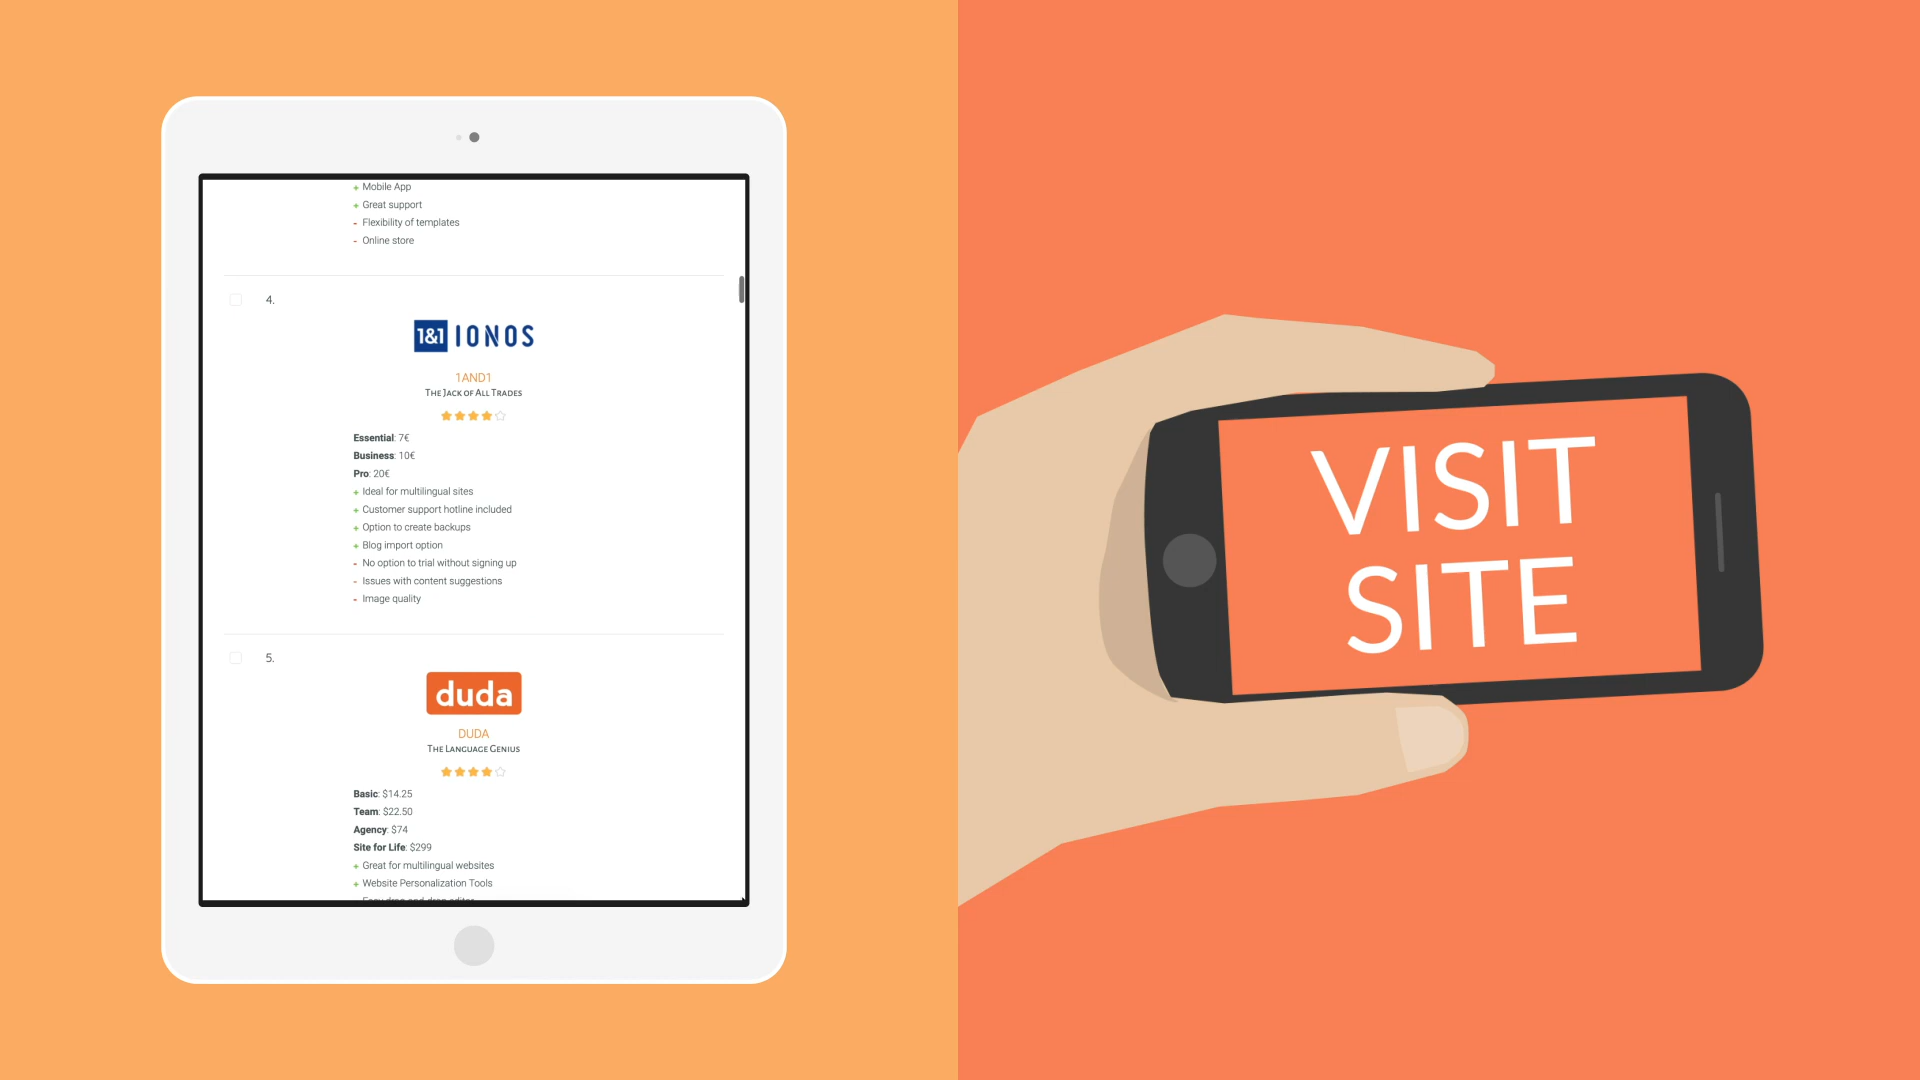 + Mobile App
+ Great support
- Flexibility of templates
- Online store
4.
1&1 IONOS
1AND1
The Jack of All Trades
Essential: 7€
Business: 10€
Pro: 20€
+ Ideal for multilingual sites
+ Customer support hotline included
+ Option to create backups
+ Blog import option
- No option to trial without signing up
- Issues with content suggestions
- Image quality
5.
duda
DUDA
The Language Genius
Basic: $14.25
Team: $22.50
Agency: $74
Site for Life: $299
+ Great for multilingual websites
+ Website Personalization Tools
VISIT
SITE